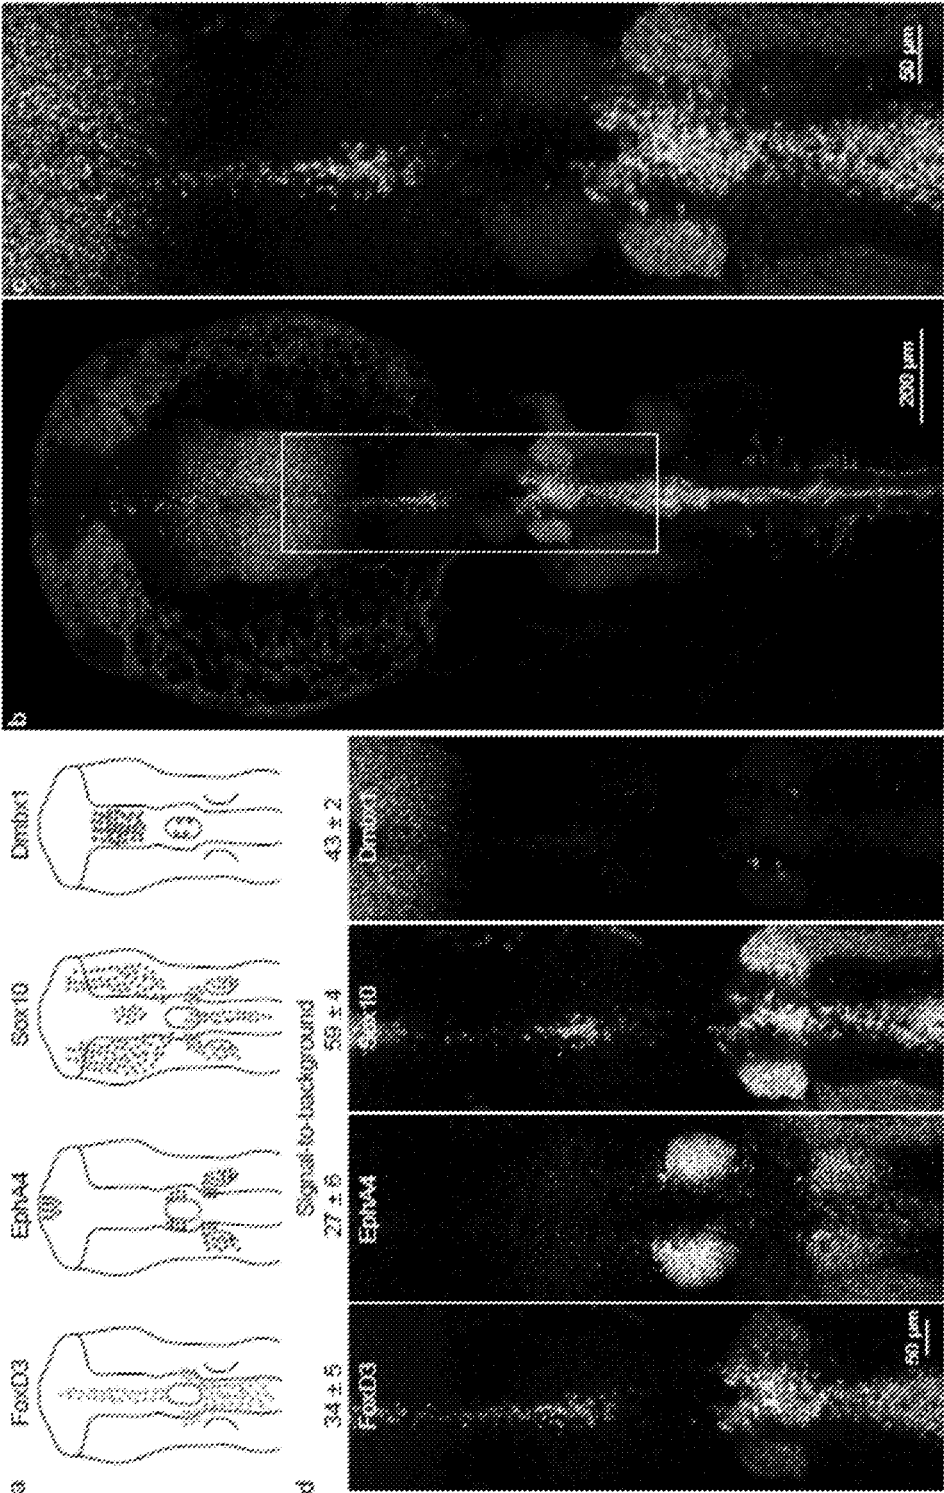 a
FoxD3
EphA4
Sox10
Dmbx1
d
Signal-to-background
34 ± 5
27 ± 6
59 ± 4
43 ± 2
FoxD3
EphA4
Sox10
Dmbx1
50 µm
b
200 µm
c
50 µm